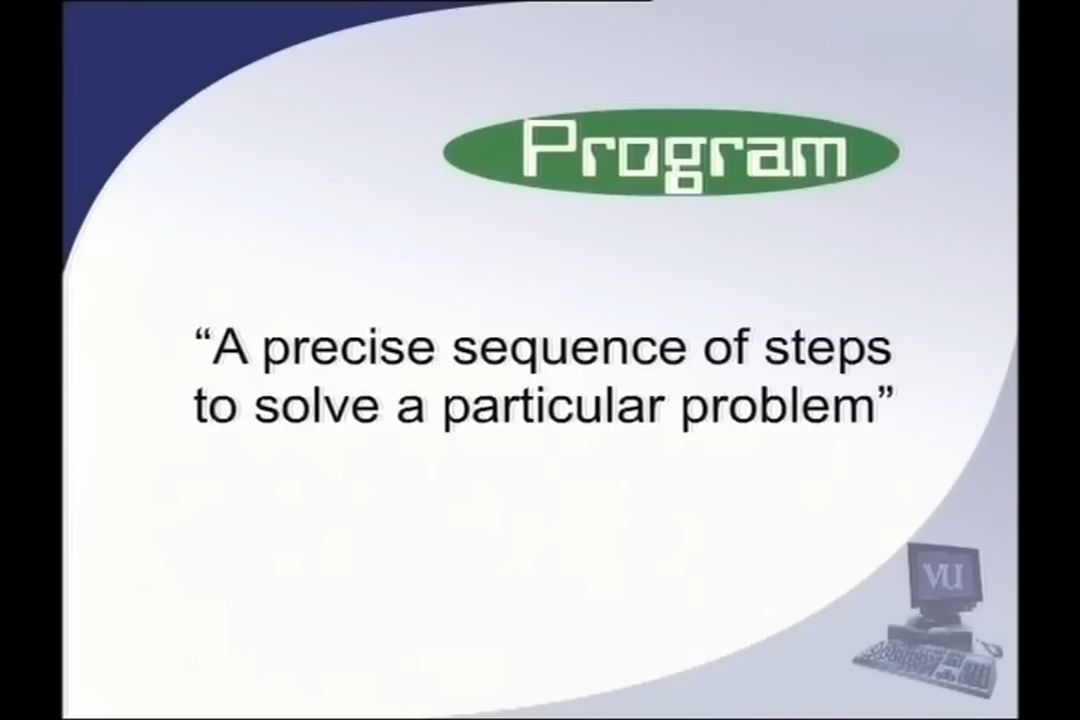 Program
“A precise sequence of steps
to solve a particular problem”
VU